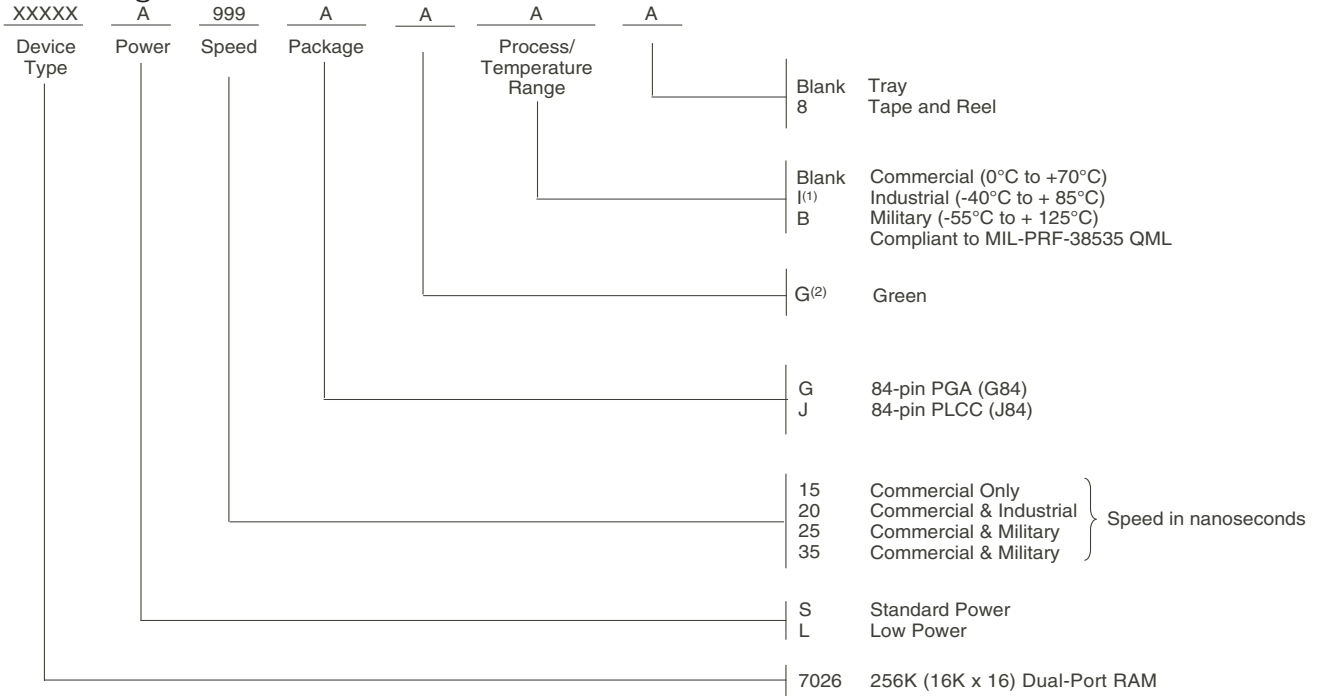 XXXXX A 999 A A A A
Device Type Power Speed Package Process/ Temperature Range
Blank Tray
8 Tape and Reel
Blank Commercial (0°C to +70°C)
I(1) Industrial (-40°C to + 85°C)
B Military (-55°C to + 125°C)
Compliant to MIL-PRF-38535 QML
G(2) Green
G 84-pin PGA (G84)
J 84-pin PLCC (J84)
15 Commercial Only
20 Commercial & Industrial
25 Commercial & Military
35 Commercial & Military
Speed in nanoseconds
S Standard Power
L Low Power
7026 256K (16K x 16) Dual-Port RAM